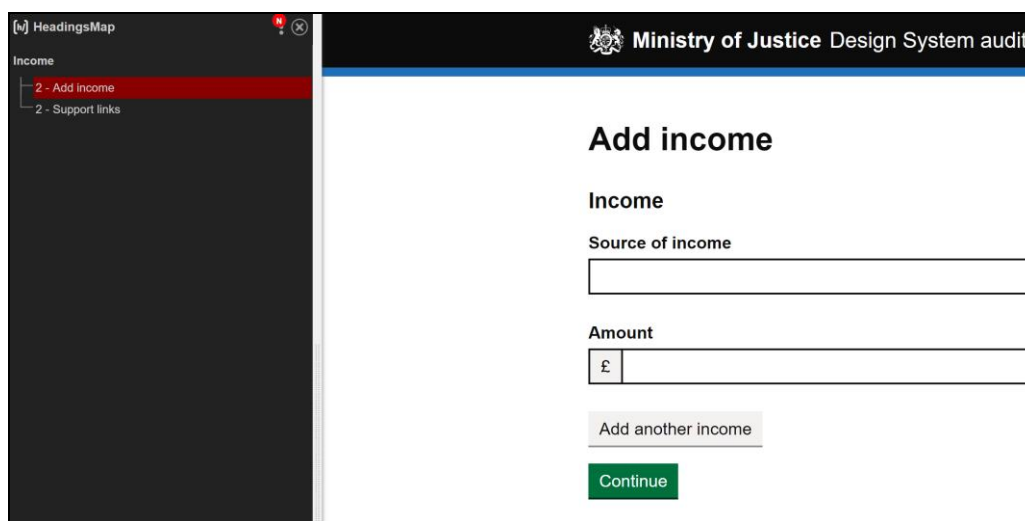 HeadingsMap
N
Income
2 - Add income
2 - Support links
Ministry of Justice Design System audit
Add income
Income
Source of income
Amount
£
Add another income
Continue